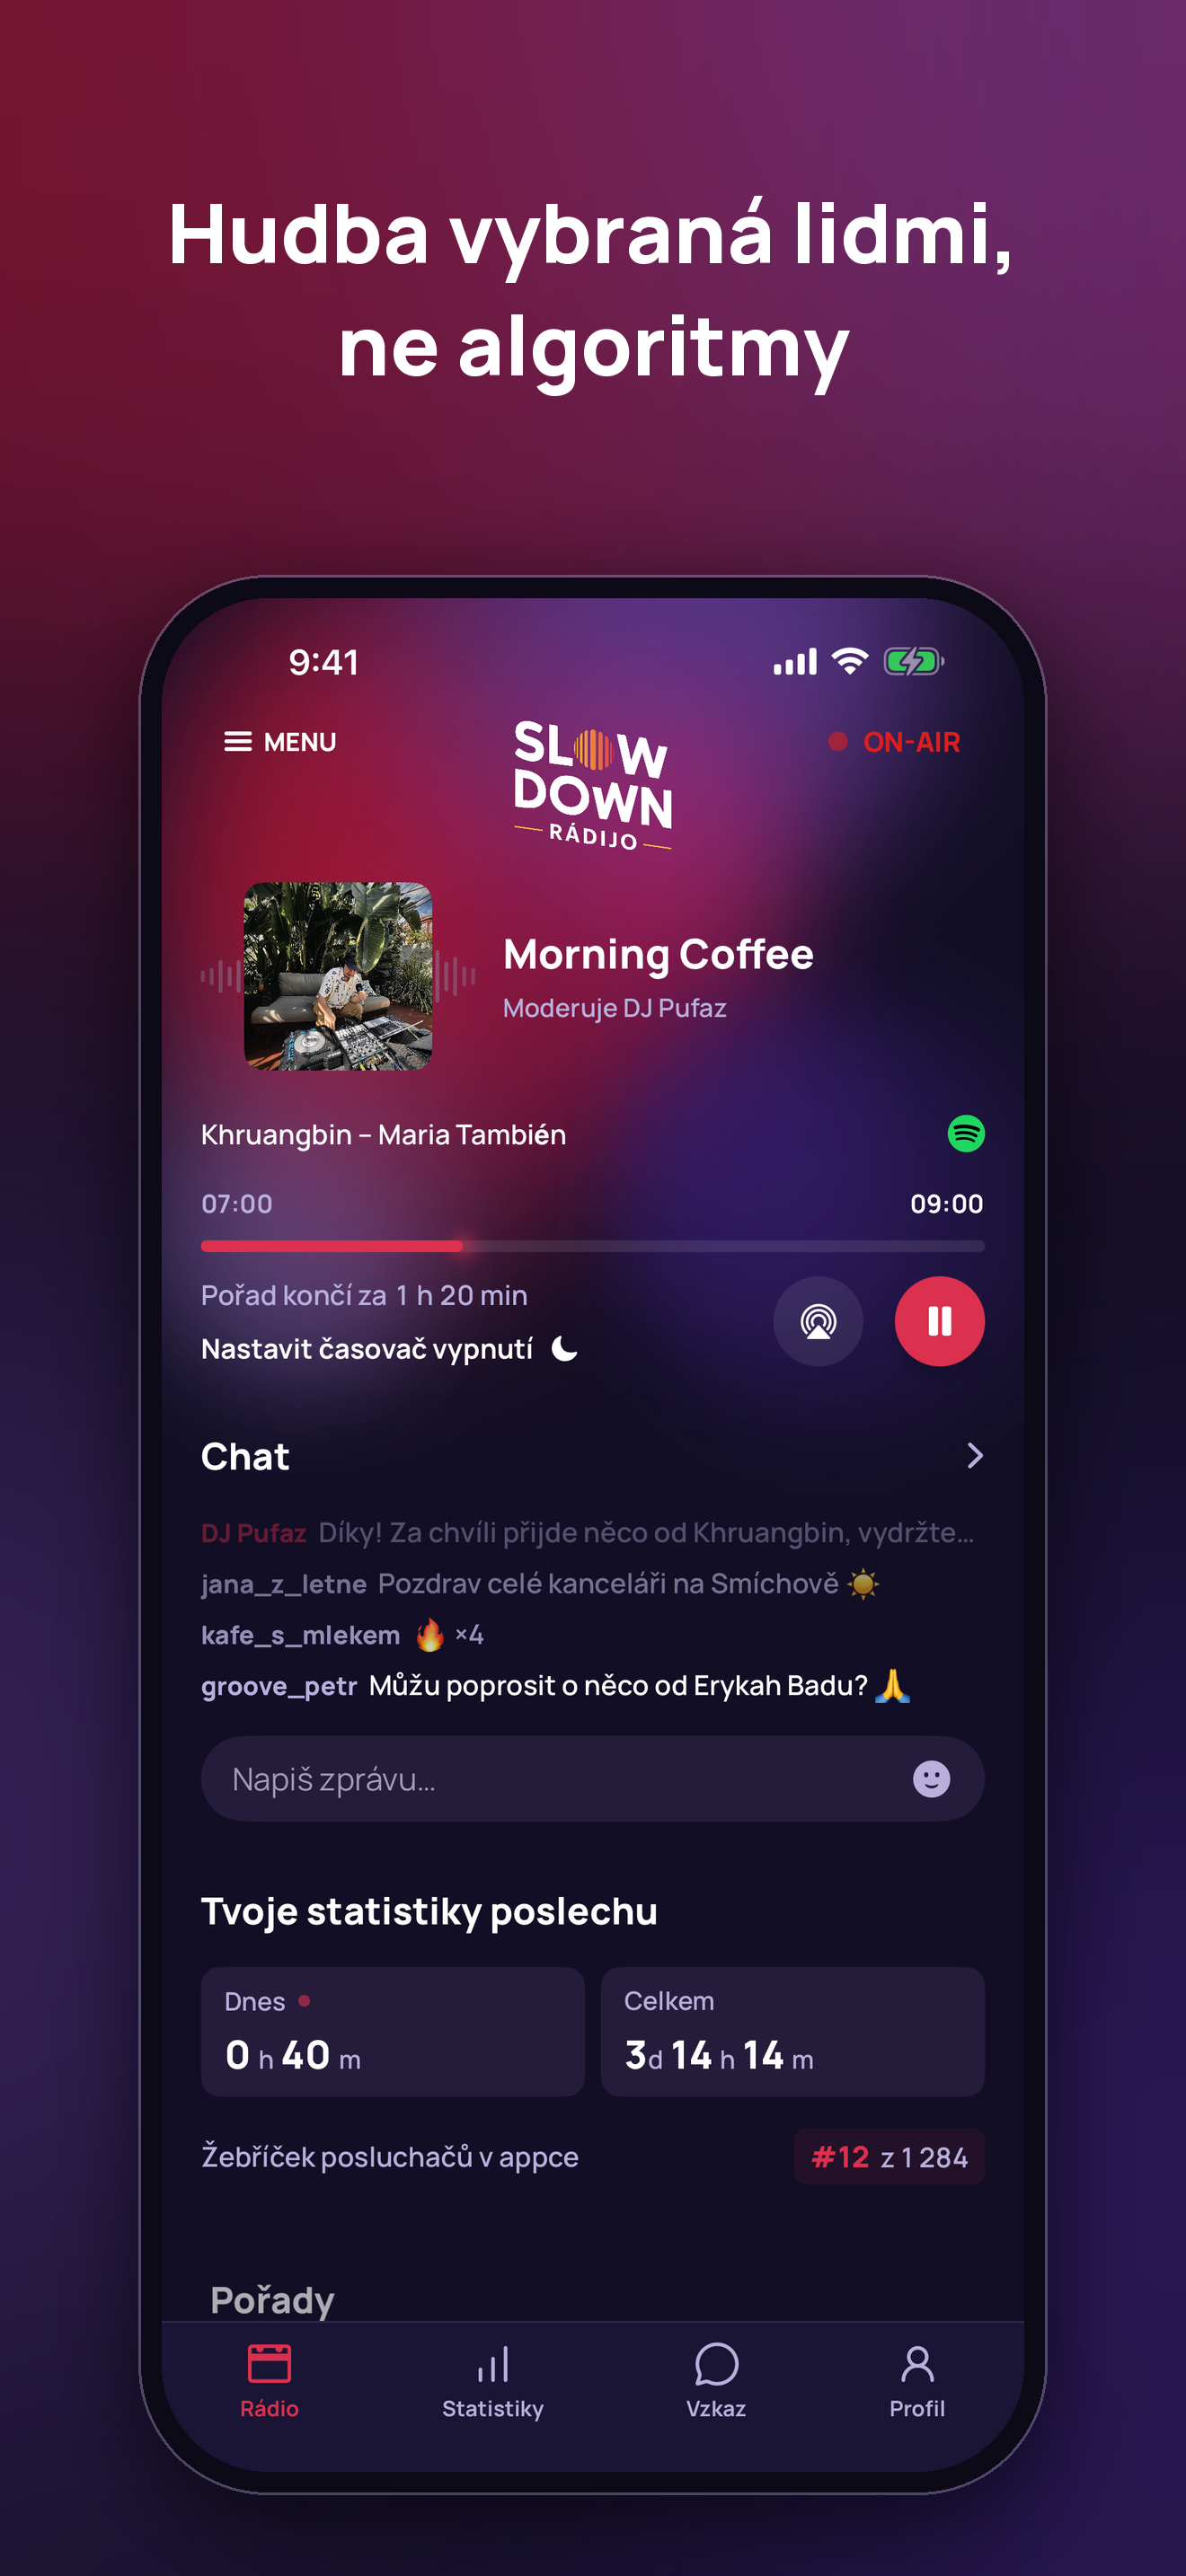 Hudba vybraná lidmi,
ne algoritmy
9:41
MENU
SLOW
DOWN
RÁDIJO
ON-AIR
Morning Coffee
Moderuje DJ Pufaz
Khruangbin – Maria También
07:00
09:00
Pořad končí za 1 h 20 min
Nastavit časovač vypnutí
Chat
DJ Pufaz Díky! Za chvíli přijde něco od Khruangbin, vydržte...
jana_z_letne Pozdrav celé kanceláři na Smíchově ☀️
kafe_s_mlekem 🔥 ×4
groove_petr Můžu poprosit o něco od Erykah Badu? 🙏
Napiš zprávu...
Tvoje statistiky poslechu
Dnes
0 h 40 m
Celkem
3d 14 h 14 m
Žebříček posluchačů v appce
#12 z 1 284
Pořady
Rádio
Statistiky
Vzkaz
Profil